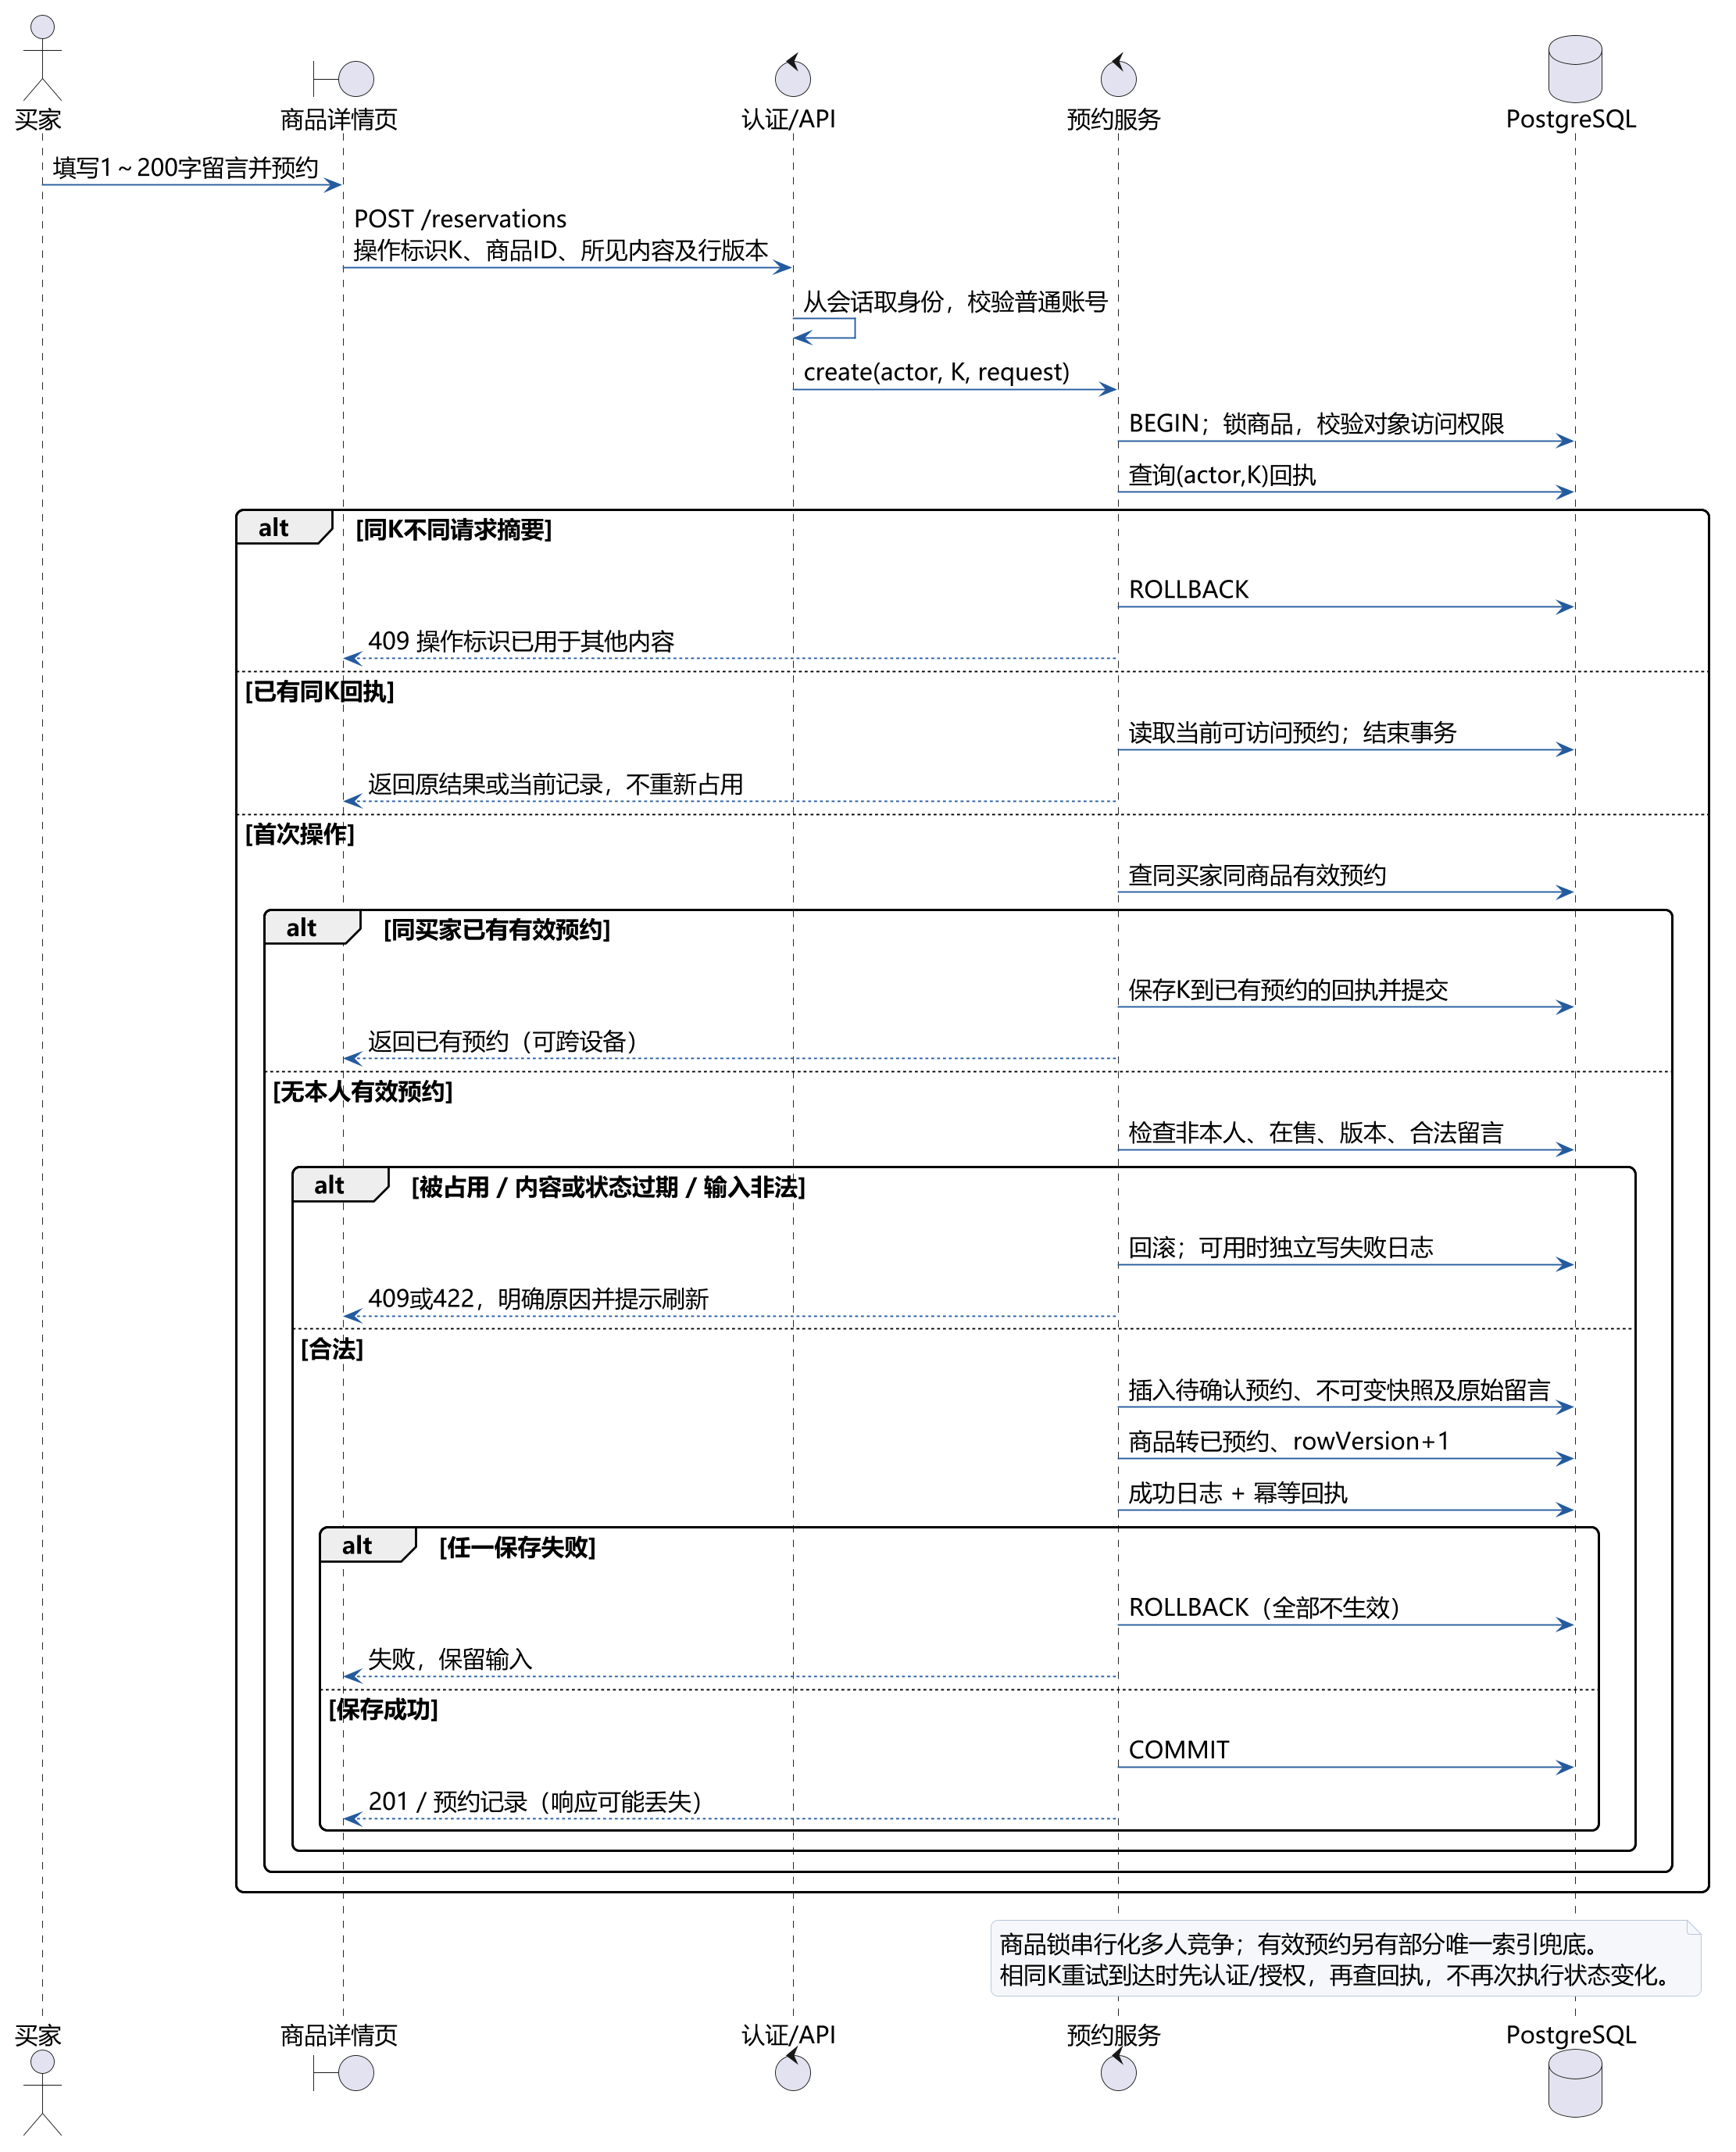 买家
商品详情页
认证/API
预约服务
PostgreSQL
填写1～200字留言并预约
POST /reservations
操作标识K、商品ID、所见内容及行版本
从会话取身份，校验普通账号
create(actor, K, request)
BEGIN；锁商品，校验对象访问权限
查询(actor,K)回执
alt [同K不同请求摘要]
ROLLBACK
409 操作标识已用于其他内容
[已有同K回执]
读取当前可访问预约；结束事务
返回原结果或当前记录，不重新占用
[首次操作]
查同买家同商品有效预约
alt [同买家已有有效预约]
保存K到已有预约的回执并提交
返回已有预约（可跨设备）
[无本人有效预约]
检查非本人、在售、版本、合法留言
alt [被占用 / 内容或状态过期 / 输入非法]
回滚；可用时独立写失败日志
409或422，明确原因并提示刷新
[合法]
插入待确认预约、不可变快照及原始留言
商品转已预约、rowVersion+1
成功日志 + 幂等回执
alt [任一保存失败]
ROLLBACK（全部不生效）
失败，保留输入
[保存成功]
COMMIT
201 / 预约记录（响应可能丢失）
商品锁串行化多人竞争；有效预约另有部分唯一索引兜底。
相同K重试到达时先认证/授权，再查回执，不再次执行状态变化。
买家
商品详情页
认证/API
预约服务
PostgreSQL